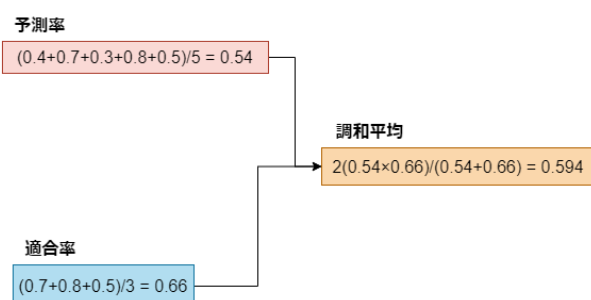 予測率
(0.4+0.7+0.3+0.8+0.5)/5 = 0.54
調和平均
2(0.54×0.66)/(0.54+0.66) = 0.594
適合率
(0.7+0.8+0.5)/3 = 0.66